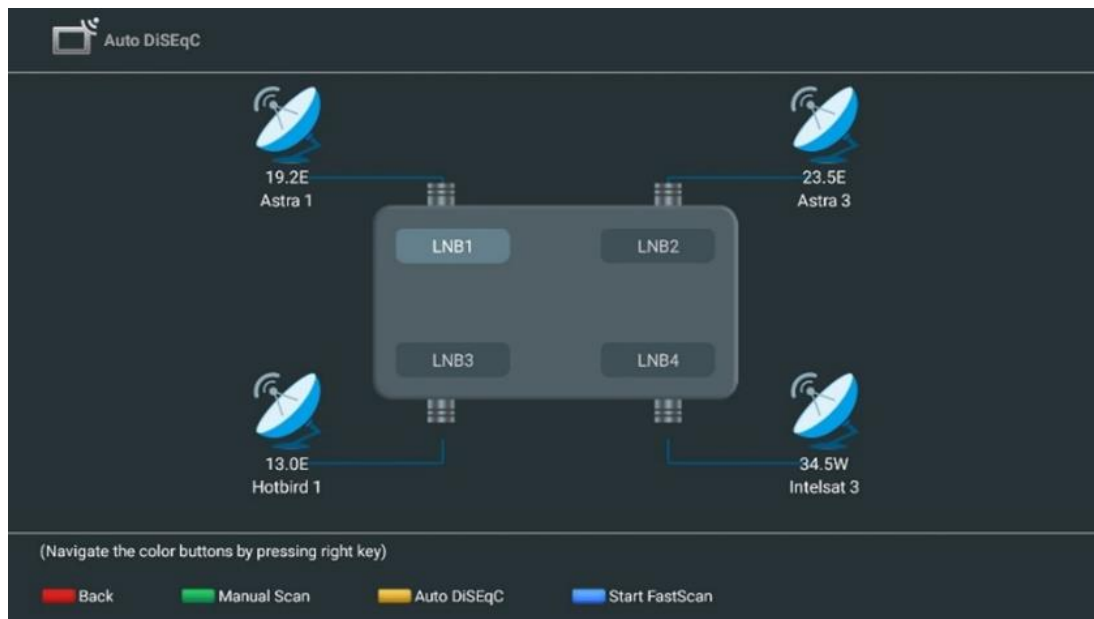 Auto DiSEqC
19.2E
Astra 1
23.5E
Astra 3
LNB1
LNB2
LNB3
LNB4
13.0E
Hotbird 1
34.5W
Intelsat 3
(Navigate the color buttons by pressing right key)
Back
Manual Scan
Auto DiSEqC
Start FastScan